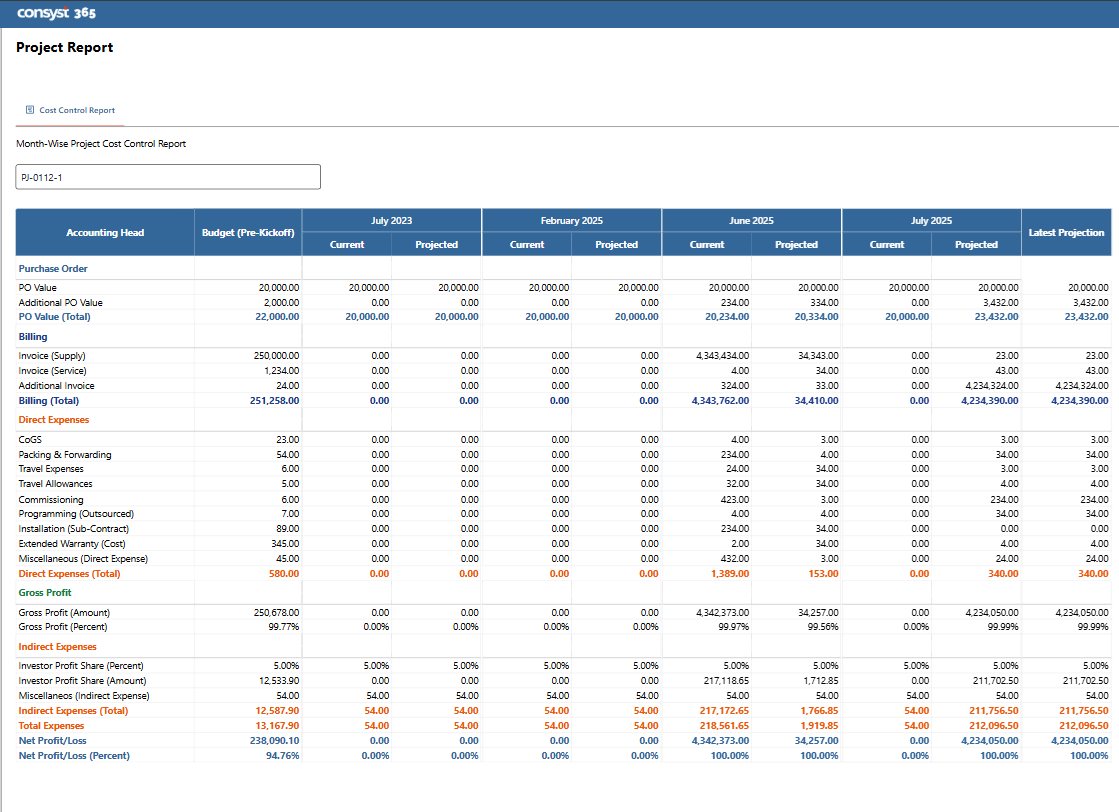 consyst 365
Project Report
Cost Control Report
Month-Wise Project Cost Control Report
PJ-0112-1
Accounting Head Budget (Pre-Kickoff) July 2023 February 2025 June 2025 July 2025 Latest Projection
Current Projected Current Projected Current Projected Current Projected
Purchase Order
PO Value 20,000.00 20,000.00 20,000.00 20,000.00 20,000.00 20,000.00 20,000.00 20,000.00 20,000.00 20,000.00
Additional PO Value 2,000.00 0.00 0.00 0.00 0.00 234.00 334.00 0.00 3,432.00 3,432.00
PO Value (Total) 22,000.00 20,000.00 20,000.00 20,000.00 20,000.00 20,234.00 20,334.00 20,000.00 23,432.00 23,432.00
Billing
Invoice (Supply) 250,000.00 0.00 0.00 0.00 0.00 4,343,434.00 34,343.00 0.00 23.00 23.00
Invoice (Service) 1,234.00 0.00 0.00 0.00 0.00 4.00 34.00 0.00 43.00 43.00
Additional Invoice 24.00 0.00 0.00 0.00 0.00 324.00 33.00 0.00 4,234,324.00 4,234,324.00
Billing (Total) 251,258.00 0.00 0.00 0.00 0.00 4,343,762.00 34,410.00 0.00 4,234,390.00 4,234,390.00
Direct Expenses
CoGS 23.00 0.00 0.00 0.00 0.00 4.00 3.00 0.00 3.00 3.00
Packing & Forwarding 54.00 0.00 0.00 0.00 0.00 234.00 4.00 0.00 34.00 34.00
Travel Expenses 6.00 0.00 0.00 0.00 0.00 24.00 34.00 0.00 3.00 3.00
Travel Allowances 5.00 0.00 0.00 0.00 0.00 32.00 34.00 0.00 4.00 4.00
Commissioning 6.00 0.00 0.00 0.00 0.00 423.00 3.00 0.00 234.00 234.00
Programming (Outsourced) 7.00 0.00 0.00 0.00 0.00 4.00 4.00 0.00 34.00 34.00
Installation (Sub-Contract) 89.00 0.00 0.00 0.00 0.00 234.00 34.00 0.00 0.00 0.00
Extended Warranty (Cost) 345.00 0.00 0.00 0.00 0.00 2.00 34.00 0.00 4.00 4.00
Miscellaneous (Direct Expense) 45.00 0.00 0.00 0.00 0.00 432.00 3.00 0.00 24.00 24.00
Direct Expenses (Total) 580.00 0.00 0.00 0.00 0.00 1,389.00 153.00 0.00 340.00 340.00
Gross Profit
Gross Profit (Amount) 250,678.00 0.00 0.00 0.00 0.00 4,342,373.00 34,257.00 0.00 4,234,050.00 4,234,050.00
Gross Profit (Percent) 99.77% 0.00% 0.00% 0.00% 0.00% 99.97% 99.56% 0.00% 99.99% 99.99%
Indirect Expenses
Investor Profit Share (Percent) 5.00% 5.00% 5.00% 5.00% 5.00% 5.00% 5.00% 5.00% 5.00% 5.00%
Investor Profit Share (Amount) 12,533.90 0.00 0.00 0.00 0.00 217,118.65 1,712.85 0.00 211,702.50 211,702.50
Miscellaneos (Indirect Expense) 54.00 54.00 54.00 54.00 54.00 54.00 54.00 54.00 54.00 54.00
Indirect Expenses (Total) 12,587.90 54.00 54.00 54.00 54.00 217,172.65 1,766.85 54.00 211,756.50 211,756.50
Total Expenses 13,167.90 54.00 54.00 54.00 54.00 218,561.65 1,919.85 54.00 212,096.50 212,096.50
Net Profit/Loss 238,090.10 0.00 0.00 0.00 0.00 4,342,373.00 34,257.00 0.00 4,234,050.00 4,234,050.00
Net Profit/Loss (Percent) 94.76% 0.00% 0.00% 0.00% 0.00% 100.00% 100.00% 0.00% 100.00% 100.00%